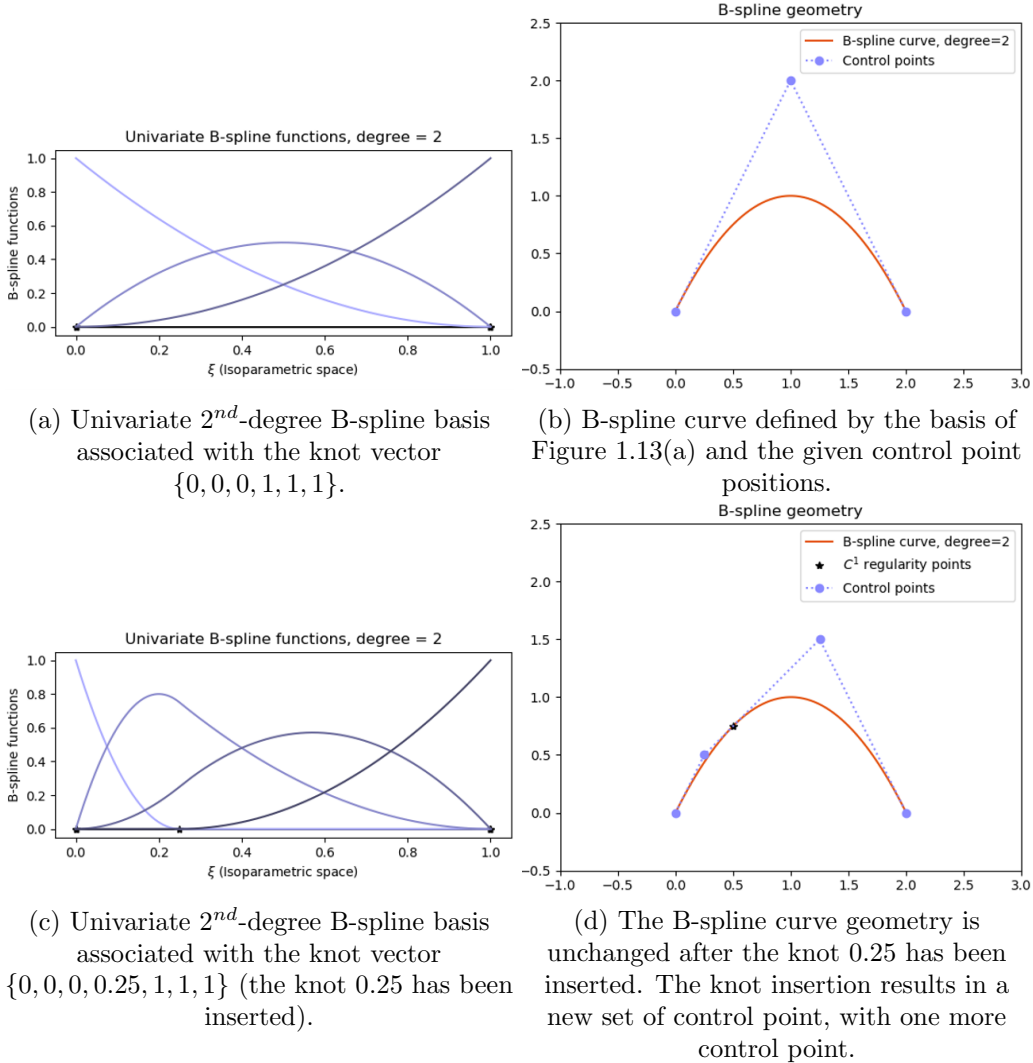 B-spline geometry
2.5
2.0
1.5
1.0
0.5
0.0
−0.5
B-spline curve, degree=2
Control points
−1.0 −0.5 0.0 0.5 1.0 1.5 2.0 2.5 3.0
Univariate B-spline functions, degree = 2
B-spline functions
1.0
0.8
0.6
0.4
0.2
0.0
0.0 0.2 0.4 0.6 0.8 1.0
ξ (Isoparametric space)
(a) Univariate 2nd-degree B-spline basis
associated with the knot vector
{0, 0, 0, 1, 1, 1}.
(b) B-spline curve defined by the basis of
Figure 1.13(a) and the given control point
positions.
B-spline geometry
2.5
2.0
1.5
1.0
0.5
0.0
−0.5
B-spline curve, degree=2
C1 regularity points
Control points
−1.0 −0.5 0.0 0.5 1.0 1.5 2.0 2.5 3.0
Univariate B-spline functions, degree = 2
B-spline functions
1.0
0.8
0.6
0.4
0.2
0.0
0.0 0.2 0.4 0.6 0.8 1.0
ξ (Isoparametric space)
(c) Univariate 2nd-degree B-spline basis
associated with the knot vector
{0, 0, 0, 0.25, 1, 1, 1} (the knot 0.25 has been
inserted).
(d) The B-spline curve geometry is
unchanged after the knot 0.25 has been
inserted. The knot insertion results in a
new set of control point, with one more
control point.